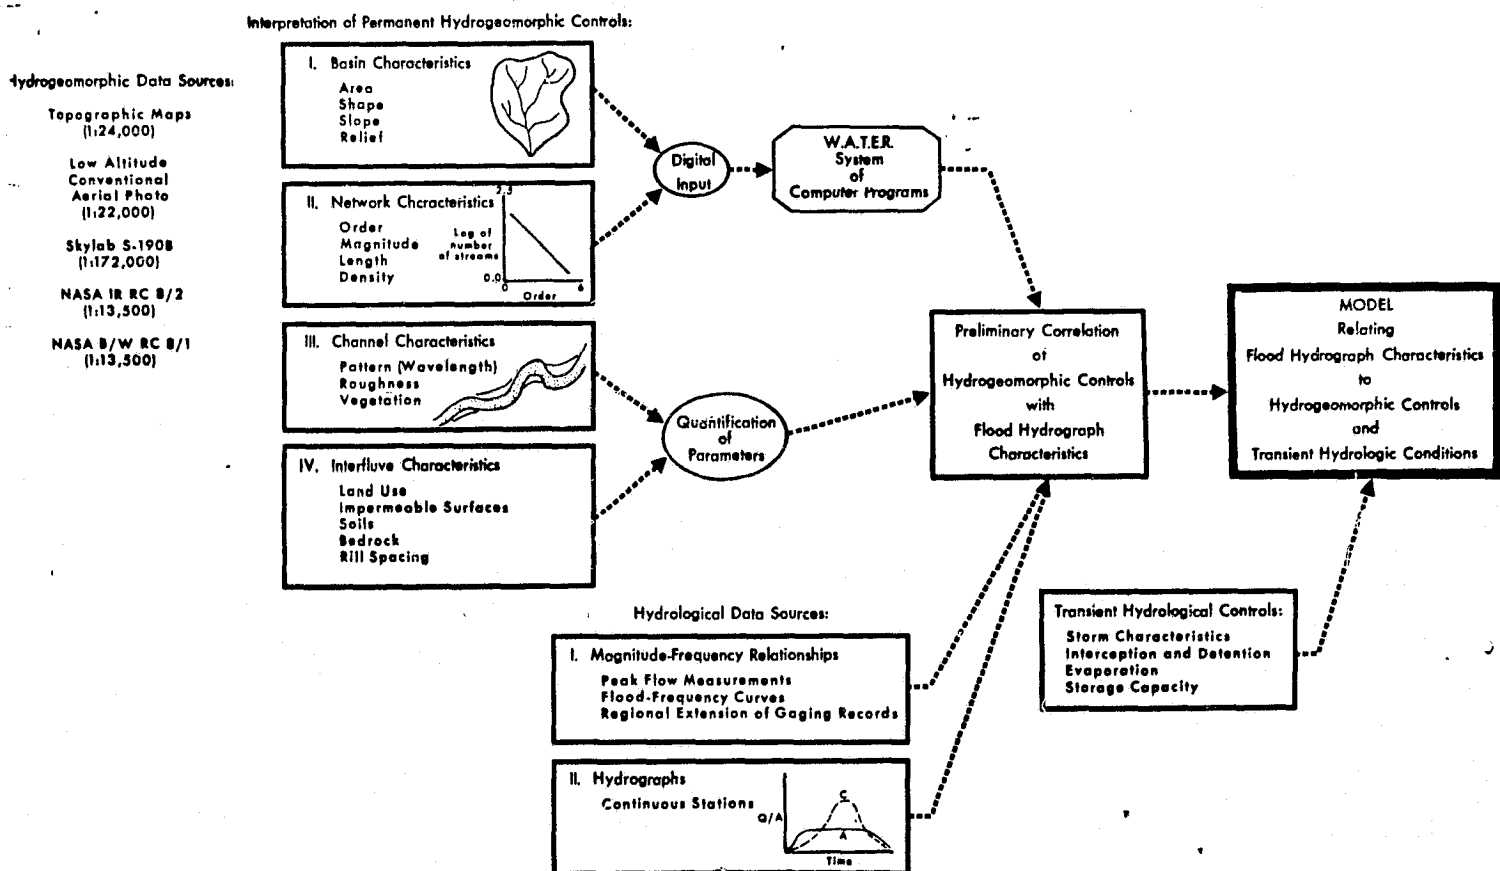 Interpretation of Permanent Hydrogeomorphic Controls:
Hydrogeomorphic Data Sources:
Topographic Maps
(1:24,000)
Low Altitude
Conventional
Aerial Photo
(1:22,000)
Skylab S-190B
(1:172,000)
NASA IR RC 8/2
(1:13,500)
NASA B/W RC 8/1
(1:13,500)
I. Basin Characteristics
Area
Shape
Slope
Relief
II. Network Characteristics
Order
Magnitude
Length
Density
2.5
Log of
number
of streams
0.0
0
6
Order
III. Channel Characteristics
Pattern (Wavelength)
Roughness
Vegetation
IV. Interfluve Characteristics
Land Use
Impermeable Surfaces
Soils
Bedrock
Rill Spacing
Digital
Input
W.A.T.E.R.
System
of
Computer Programs
Quantification
of
Parameters
Preliminary Correlation
of
Hydrogeomorphic Controls
with
Flood Hydrograph
Characteristics
MODEL
Relating
Flood Hydrograph Characteristics
to
Hydrogeomorphic Controls
and
Transient Hydrologic Conditions
Hydrological Data Sources:
I. Magnitude-Frequency Relationships
Peak Flow Measurements
Flood-Frequency Curves
Regional Extension of Gaging Records
II. Hydrographs
Continuous Stations
Q/A
C
A
Time
Transient Hydrological Controls:
Storm Characteristics
Interception and Detention
Evaporation
Storage Capacity